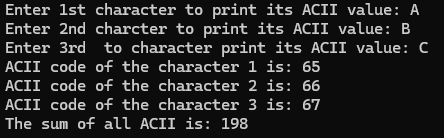 Enter 1st character to print its ACII value: A
Enter 2nd charcter to print its ACII value: B
Enter 3rd  to character print its ACII value: C
ACII code of the character 1 is: 65
ACII code of the character 2 is: 66
ACII code of the character 3 is: 67
The sum of all ACII is: 198